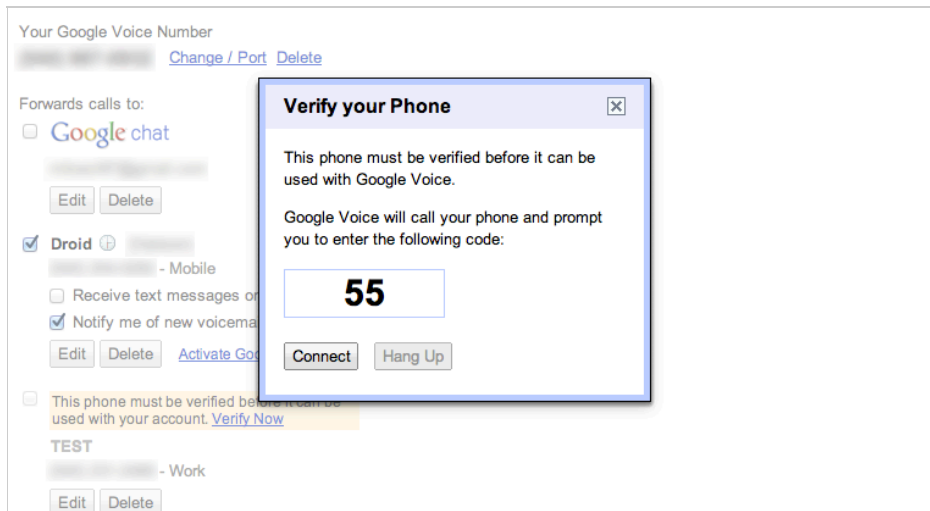 Your Google Voice Number
Change / Port Delete
Forwards calls to:
Google chat
Edit Delete
Droid
- Mobile
Receive text messages or
Notify me of new voicema
Edit Delete Activate Goo
This phone must be verified before it can be
used with your account. Verify Now
TEST
- Work
Edit Delete
Verify your Phone
This phone must be verified before it can be
used with Google Voice.
Google Voice will call your phone and prompt
you to enter the following code:
55
Connect Hang Up